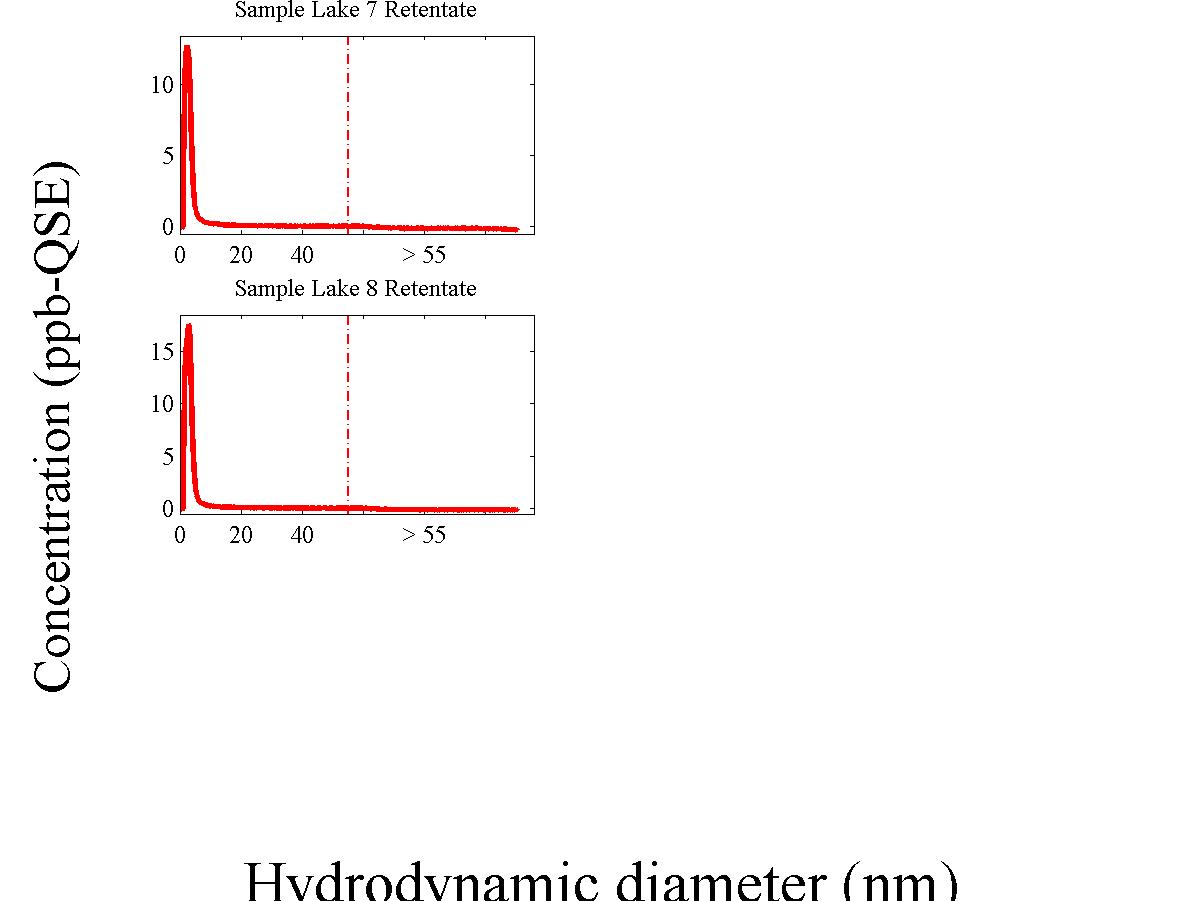 Sample Lake 7 Retentate
10
5
0
0 20 40 > 55
Sample Lake 8 Retentate
15
10
5
0
0 20 40 > 55
Concentration (ppb-QSE)
Hydrodynamic diameter (nm)